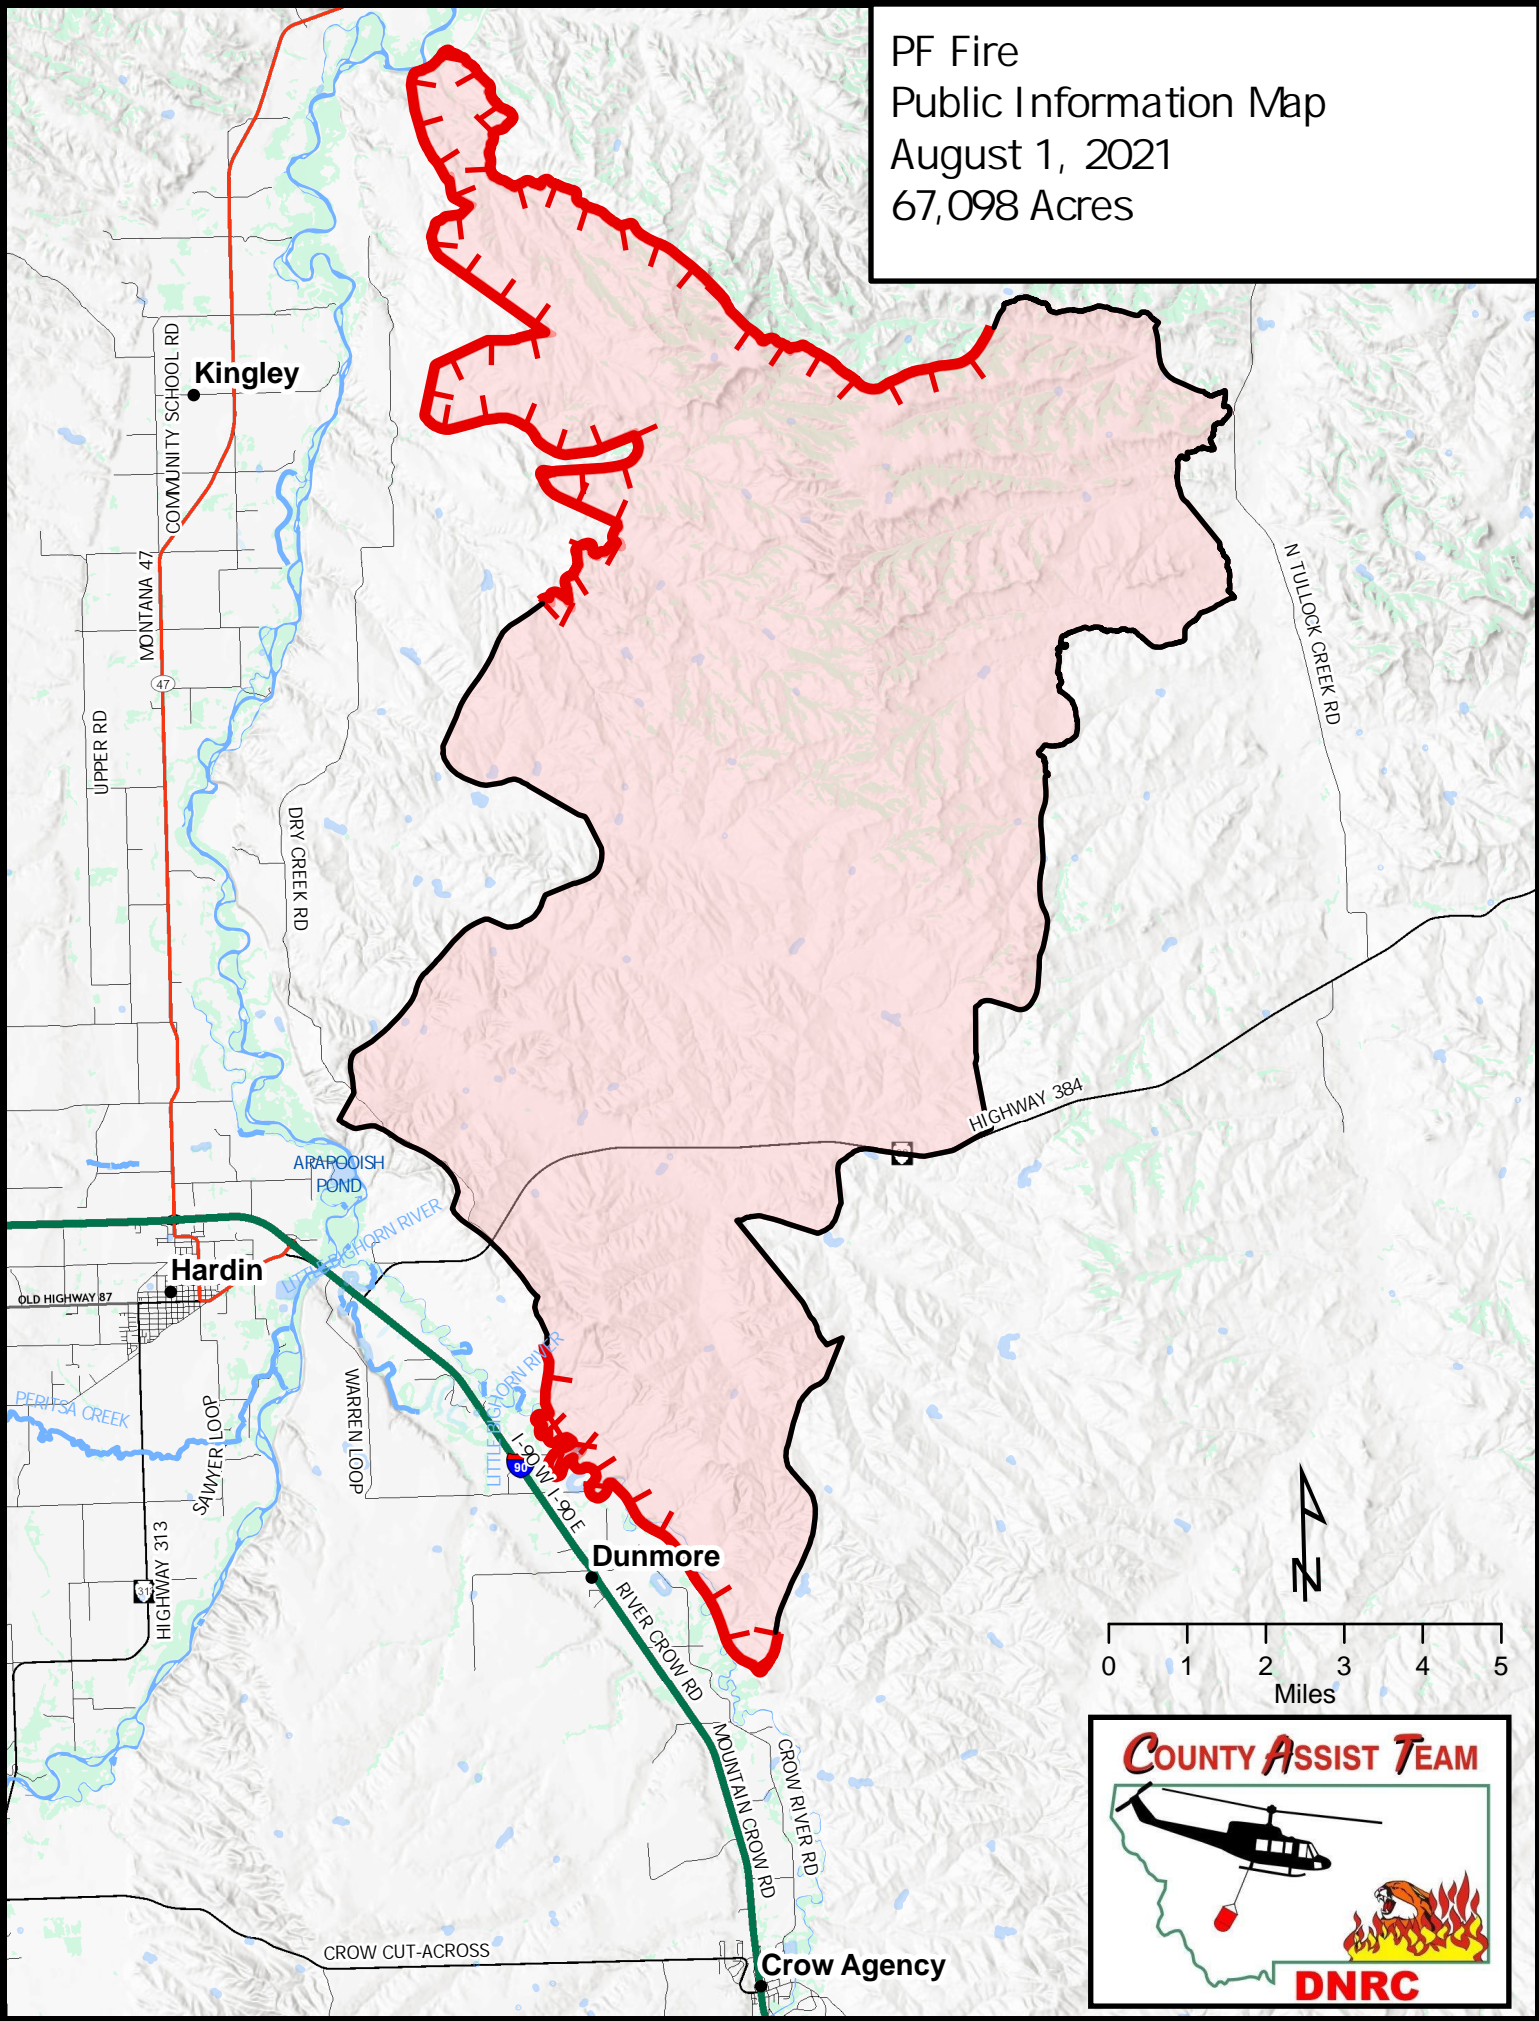 PF Fire
Public Information Map
August 1, 2021
67,098 Acres
COMMUNITY SCHOOL RD
Kingley
MONTANA 47
47
UPPER RD
DRY CREEK RD
N TULLOCK CREEK RD
HIGHWAY 384
ARAPOOISH
POND
LITTLE BIGHORN RIVER
Hardin
OLD HIGHWAY 87
PERITSA CREEK
SAWYER LOOP
WARREN LOOP
LITTLE BIGHORN RIVER
I-90 W
I-90 E
90
HIGHWAY 313
31
Dunmore
RIVER CROW RD
MOUNTAIN CROW RD
CROW RIVER RD
CROW CUT-ACROSS
Crow Agency
N
0 1 2 3 4 5
Miles
COUNTY ASSIST TEAM
DNRC